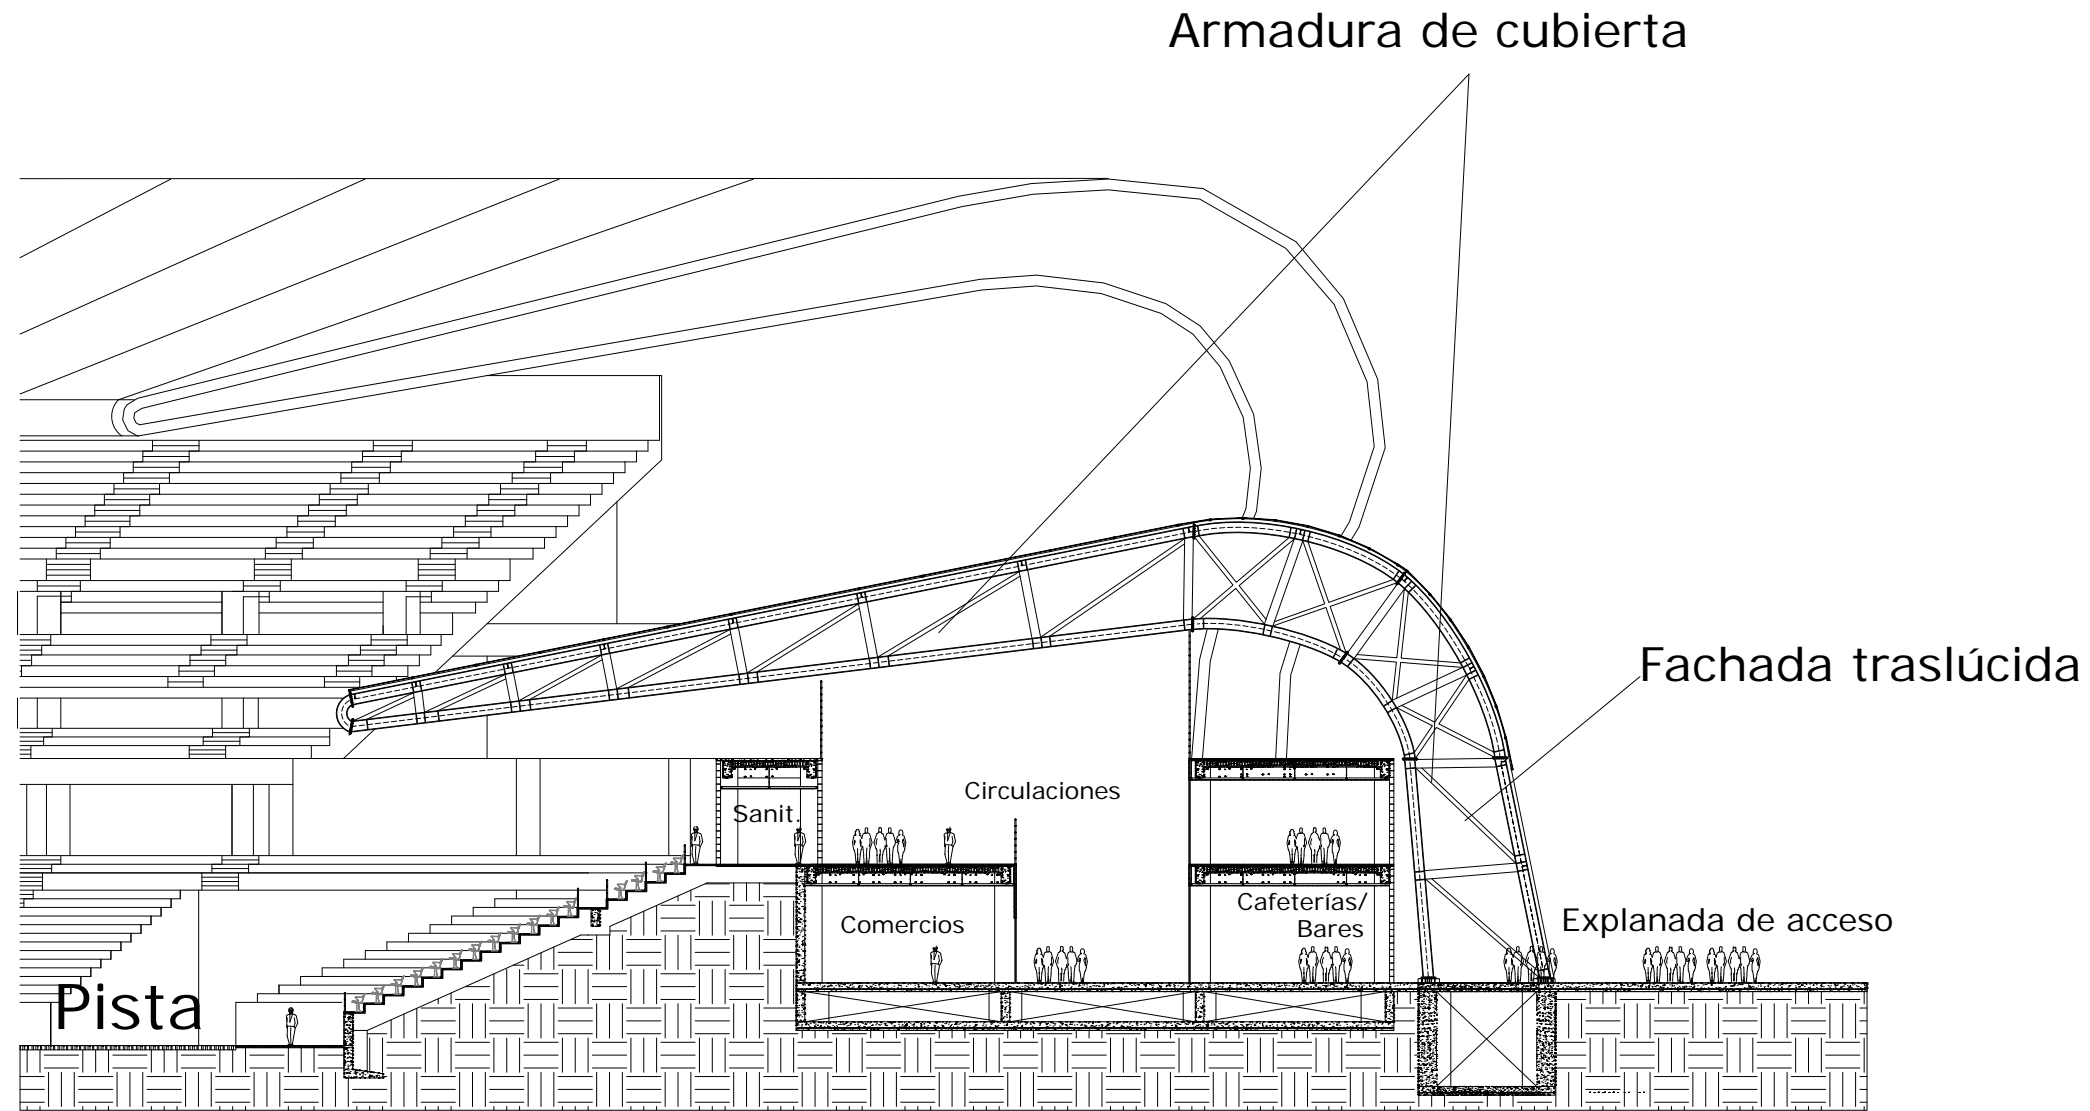 Armadura de cubierta
Fachada traslúcida
Circulaciones
Sanit.
Cafeterías/
Bares
Comercios
Explanada de acceso
Pista